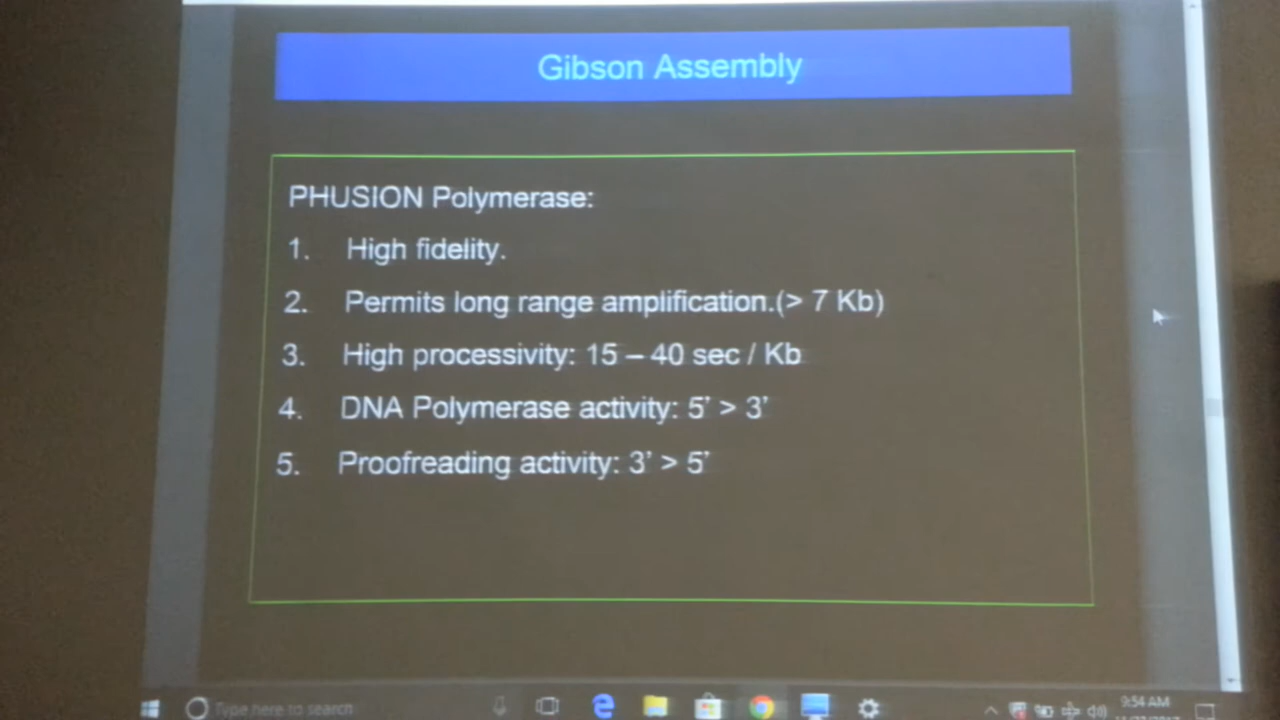 Gibson Assembly
PHUSION Polymerase:
1. High fidelity.
2. Permits long range amplification.(> 7 Kb)
3. High processivity: 15 – 40 sec / Kb
4. DNA Polymerase activity: 5' > 3'
5. Proofreading activity: 3' > 5'
Type here to search
9:54 AM